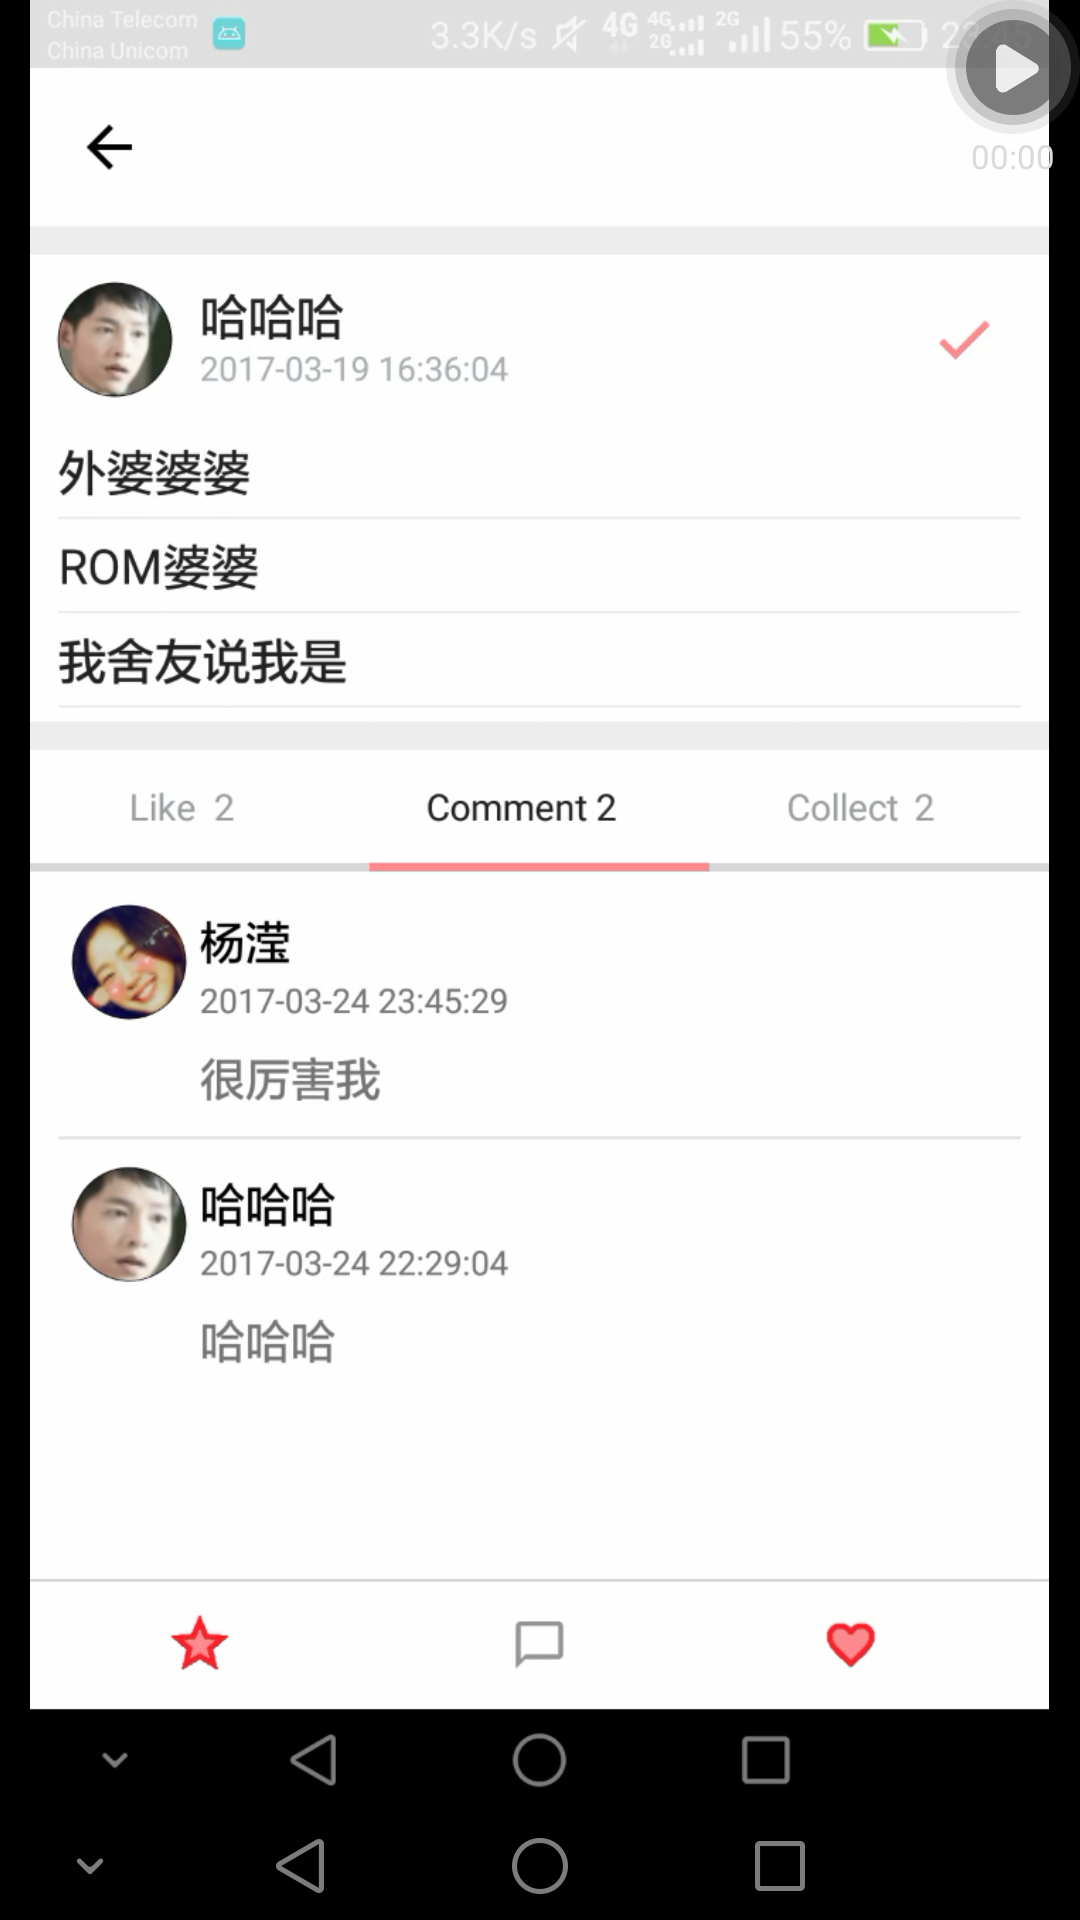 China Telecom
China Unicom
3.3K/s
4G
4G
2G
2G
55%
00:00
哈哈哈
2017-03-19 16:36:04
外婆婆婆
ROM婆婆
我舍友说我是
Like 2
Comment 2
Collect 2
杨滢
2017-03-24 23:45:29
很厉害我
哈哈哈
2017-03-24 22:29:04
哈哈哈